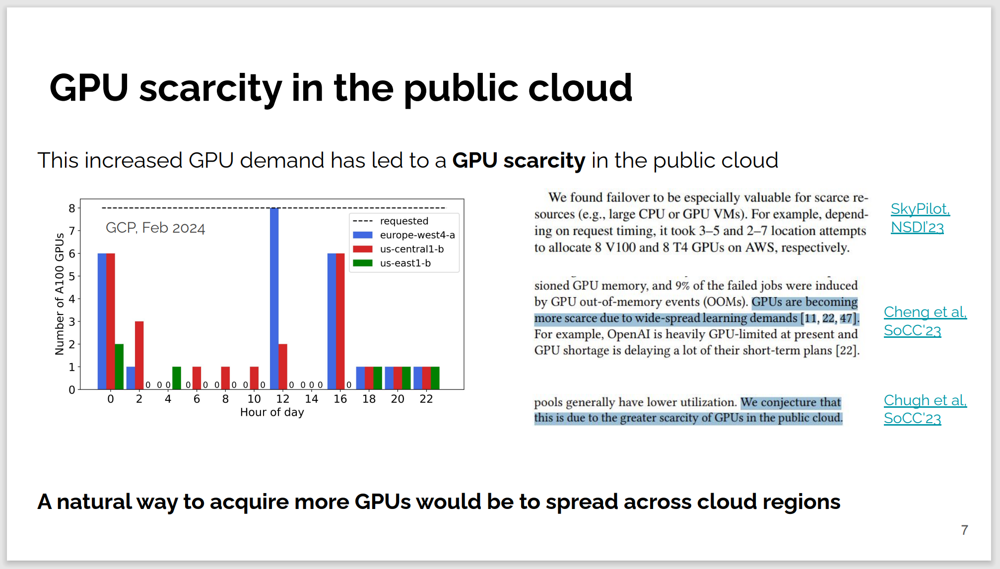 GPU scarcity in the public cloud
This increased GPU demand has led to a GPU scarcity in the public cloud
GCP, Feb 2024
requested
europe-west4-a
us-central1-b
us-east1-b
Number of A100 GPUs
8
7
6
5
4
3
2
1
0
0 0 0 0 0 0 0 0 0 0 0 0 0 0
0 2 4 6 8 10 12 14 16 18 20 22
Hour of day
We found failover to be especially valuable for scarce re-
sources (e.g., large CPU or GPU VMs). For example, depend-
ing on request timing, it took 3–5 and 2–7 location attempts
to allocate 8 V100 and 8 T4 GPUs on AWS, respectively.
SkyPilot,
NSDI'23
sioned GPU memory, and 9% of the failed jobs were induced
by GPU out-of-memory events (OOMs). GPUs are becoming
more scarce due to wide-spread learning demands [11, 22, 47].
For example, OpenAI is heavily GPU-limited at present and
GPU shortage is delaying a lot of their short-term plans [22].
Cheng et al,
SoCC'23
pools generally have lower utilization. We conjecture that
this is due to the greater scarcity of GPUs in the public cloud.
Chugh et al,
SoCC'23
A natural way to acquire more GPUs would be to spread across cloud regions
7